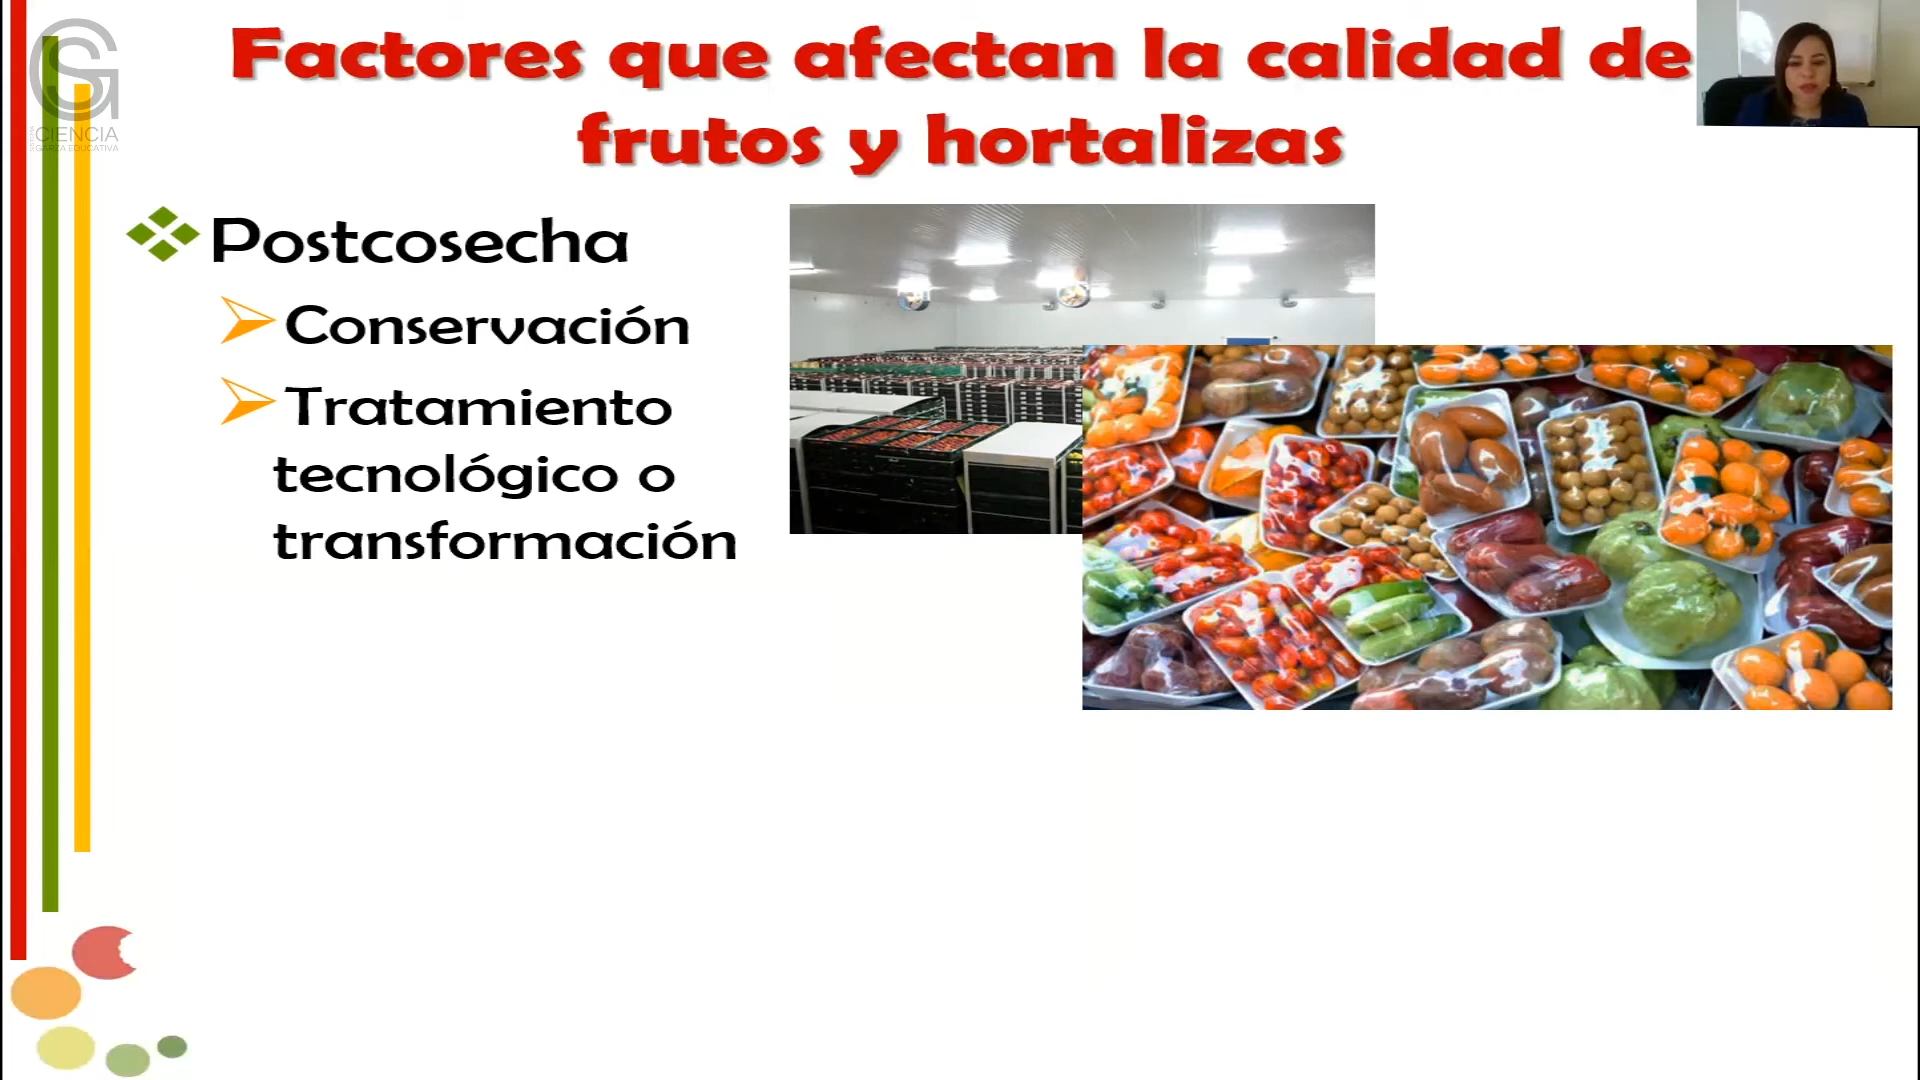 Factores que afectan la calidad de
frutos y hortalizas
Postcosecha
Conservación
Tratamiento
tecnológico o
transformación
CIENCIA
GARZA EDUCATIVA